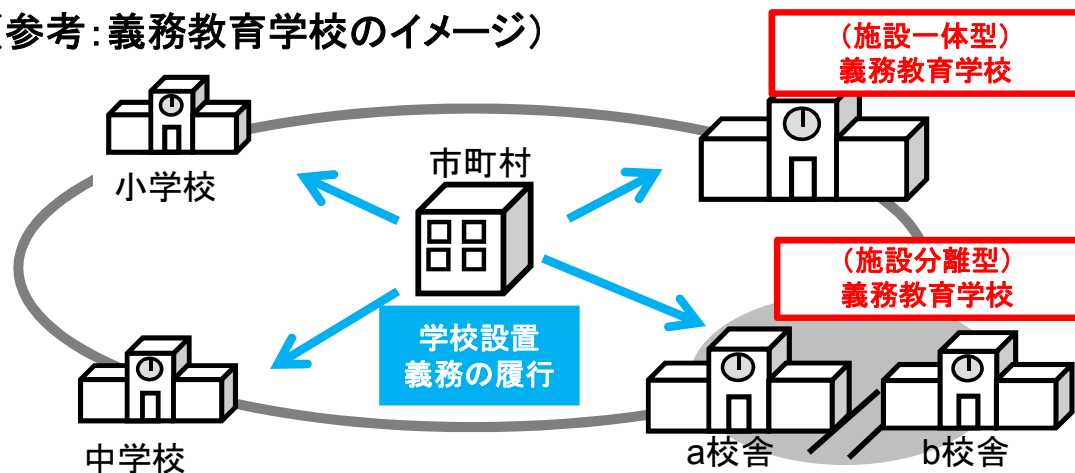 （参考：義務教育学校のイメージ）
（施設一体型）
義務教育学校
市町村
小学校
（施設分離型）
義務教育学校
学校設置
義務の履行
中学校
a校舎
b校舎